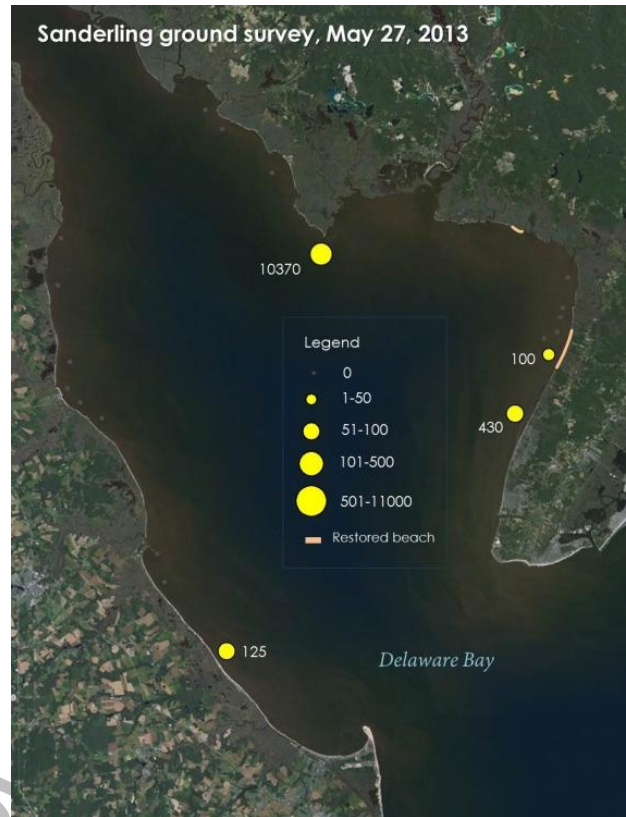 Sanderling ground survey, May 27, 2013
10370
Legend
0
1-50
51-100
101-500
501-11000
Restored beach
100
430
125
Delaware Bay